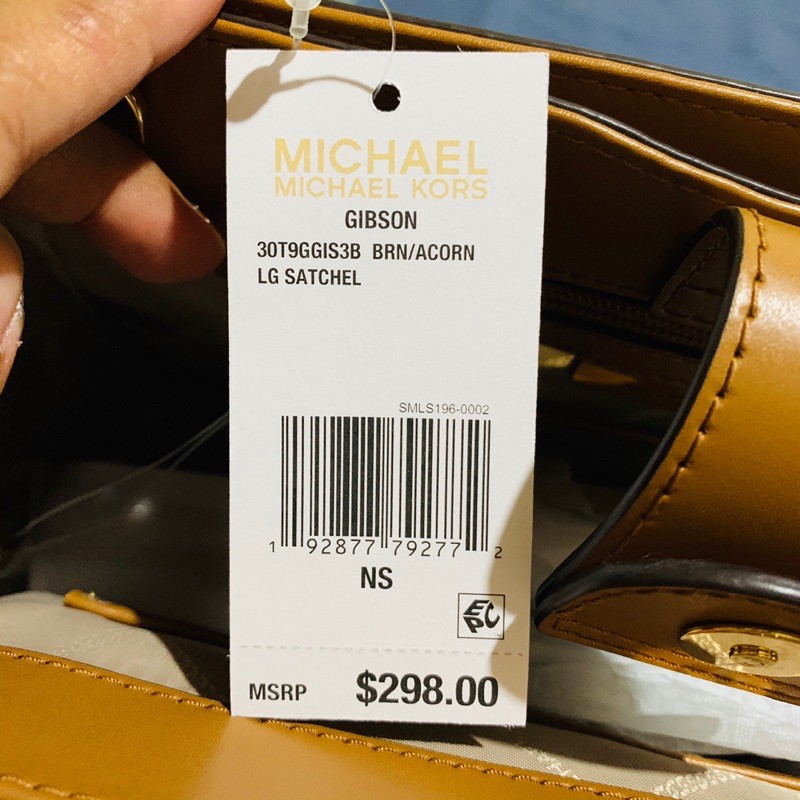 MICHAEL
MICHAEL KORS
GIBSON
30T9GGIS3B BRN/ACORN
LG SATCHEL
SMLS196-0002
1 92877 79277 2
NS
EPC
MSRP $298.00